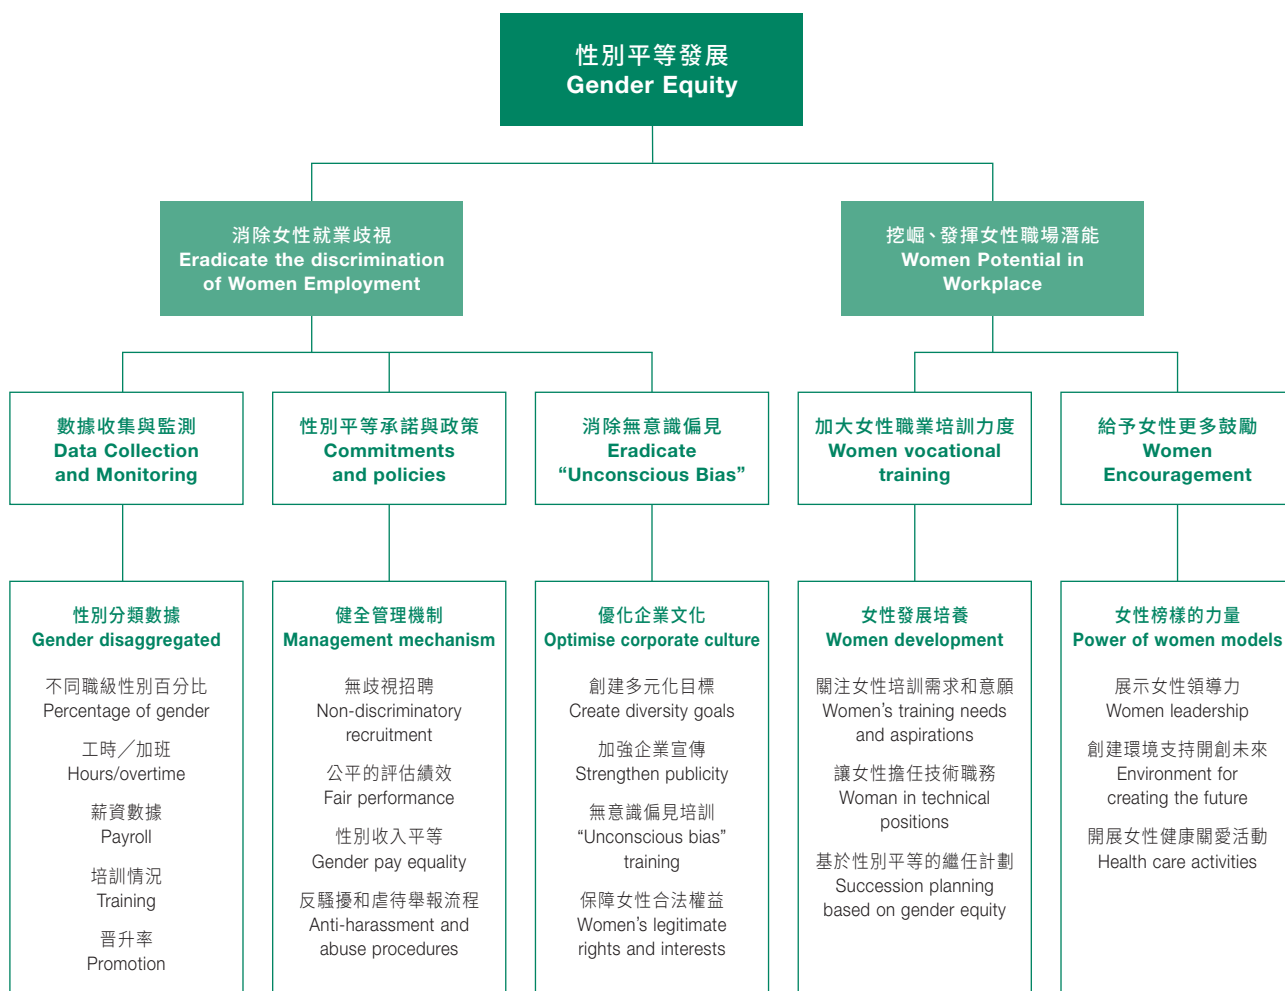 性別平等發展
Gender Equity
消除女性就業歧視
Eradicate the discrimination
of Women Employment
挖掘、發揮女性職場潛能
Women Potential in
Workplace
數據收集與監測
Data Collection
and Monitoring
性別平等承諾與政策
Commitments
and policies
消除無意識偏見
Eradicate
“Unconscious Bias”
加大女性職業培訓力度
Women vocational
training
給予女性更多鼓勵
Women
Encouragement
性別分類數據
Gender disaggregated
不同職級性別百分比
Percentage of gender
工時／加班
Hours/overtime
薪資數據
Payroll
培訓情況
Training
晋升率
Promotion
健全管理機制
Management mechanism
無歧視招聘
Non-discriminatory
recruitment
公平的評估績效
Fair performance
性別收入平等
Gender pay equality
反騷擾和虐待舉報流程
Anti-harassment and
abuse procedures
優化企業文化
Optimise corporate culture
創建多元化目標
Create diversity goals
加強企業宣傳
Strengthen publicity
無意識偏見培訓
“Unconscious bias”
training
保障女性合法權益
Women’s legitimate
rights and interests
女性發展培養
Women development
關注女性培訓需求和意願
Women’s training needs
and aspirations
讓女性擔任技術職務
Woman in technical
positions
基於性別平等的繼任計劃
Succession planning
based on gender equity
女性榜樣的力量
Power of women models
展示女性領導力
Women leadership
創建環境支持開創未來
Environment for
creating the future
開展女性健康關愛活動
Health care activities